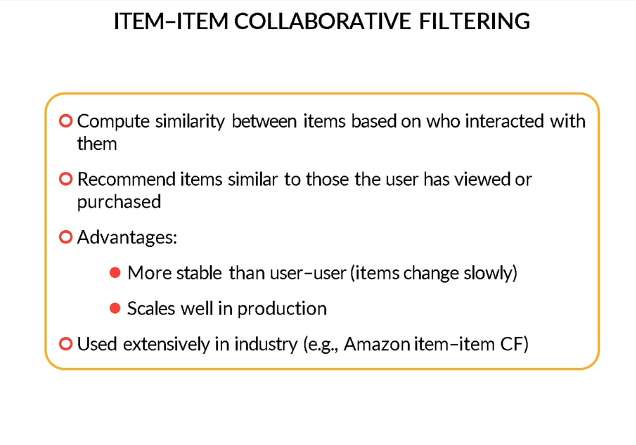 ITEM–ITEM COLLABORATIVE FILTERING
Compute similarity between items based on who interacted with
them
Recommend items similar to those the user has viewed or
purchased
Advantages:
More stable than user–user (items change slowly)
Scales well in production
Used extensively in industry (e.g., Amazon item–item CF)